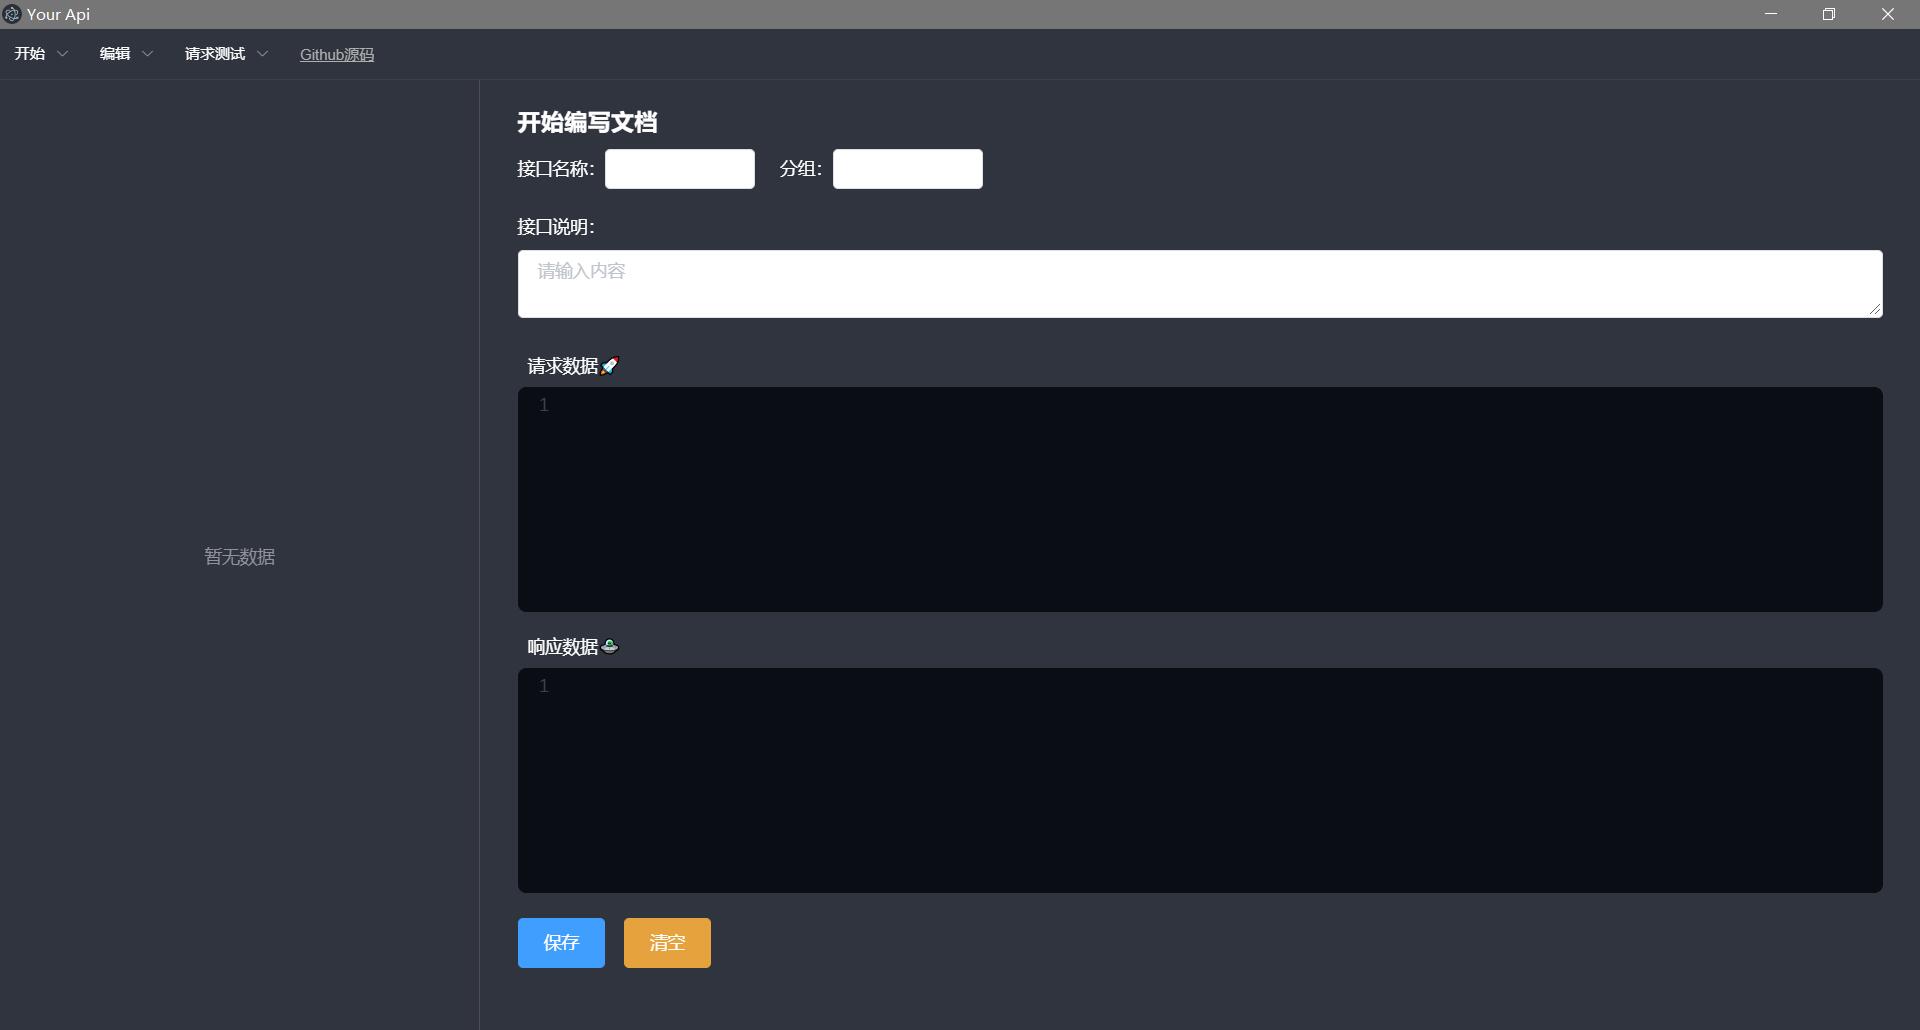 Your Api
开始 编辑 请求测试 Github源码
开始编写文档
接口名称： 分组：
接口说明：
请输入内容
请求数据🚀
1
暂无数据
响应数据🛸
1
保存 清空